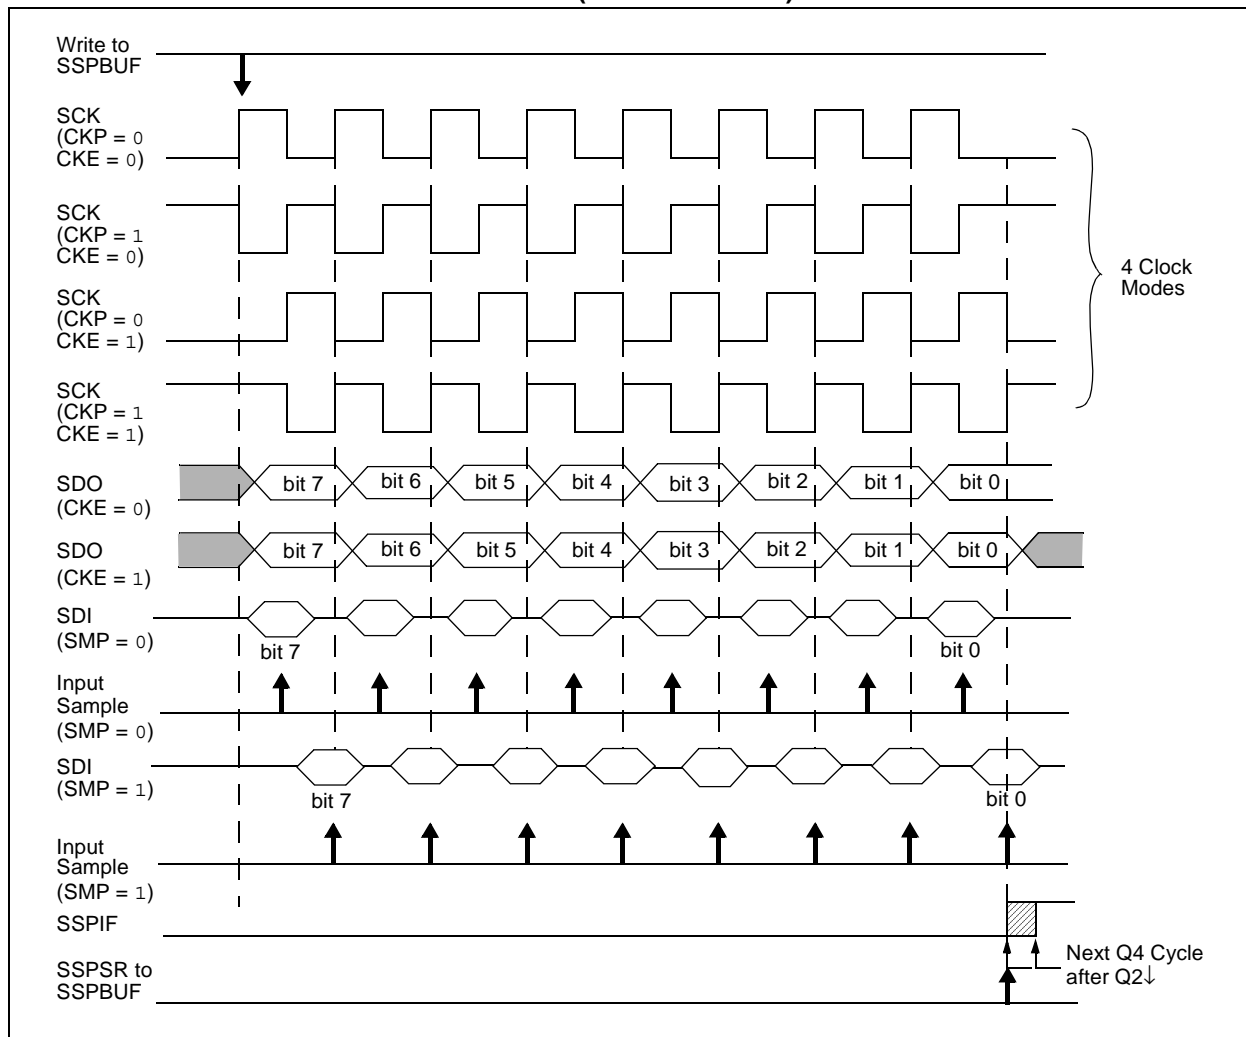 Write to
SSPBUF
SCK
(CKP = 0
CKE = 0)
SCK
(CKP = 1
CKE = 0)
4 Clock
Modes
SCK
(CKP = 0
CKE = 1)
SCK
(CKP = 1
CKE = 1)
SDO
(CKE = 0)
bit 7 bit 6 bit 5 bit 4 bit 3 bit 2 bit 1 bit 0
SDO
(CKE = 1)
bit 7 bit 6 bit 5 bit 4 bit 3 bit 2 bit 1 bit 0
SDI
(SMP = 0)
bit 7 bit 0
Input
Sample
(SMP = 0)
SDI
(SMP = 1)
bit 7 bit 0
Input
Sample
(SMP = 1)
SSPIF
Next Q4 Cycle
after Q2↓
SSPSR to
SSPBUF